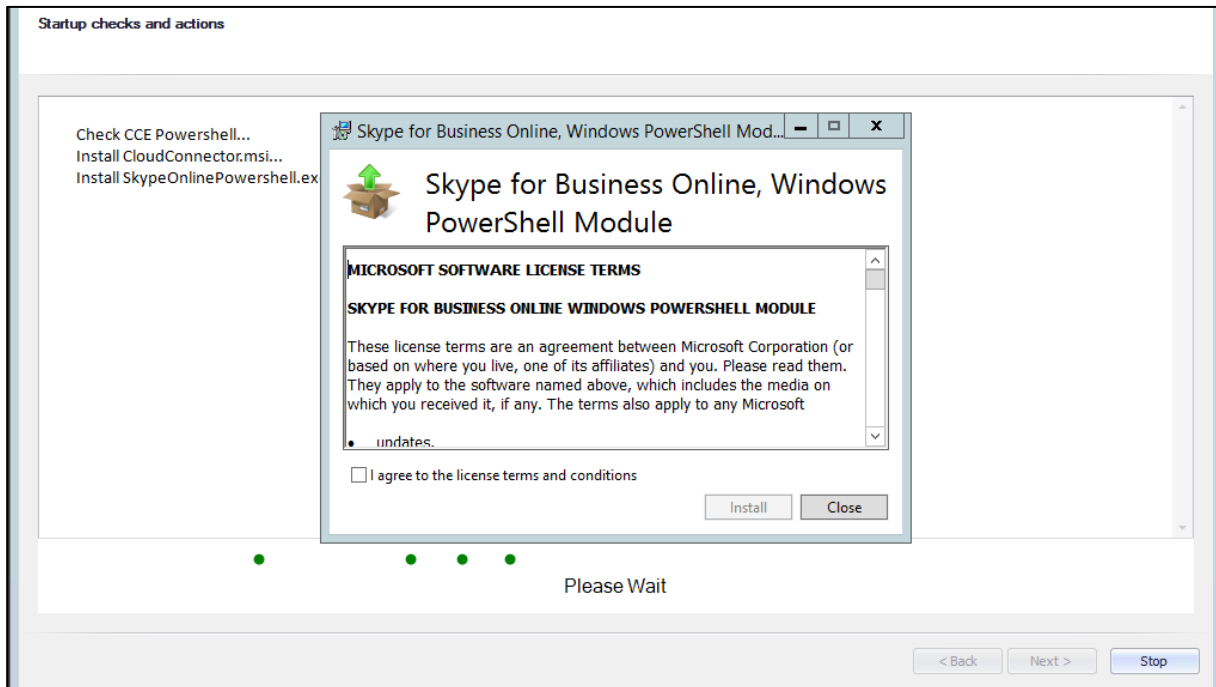 Startup checks and actions
Check CCE Powershell...
Install CloudConnector.msi...
Install SkypeOnlinePowershell.ex
Skype for Business Online, Windows PowerShell Mod...
Skype for Business Online, Windows
PowerShell Module
MICROSOFT SOFTWARE LICENSE TERMS
SKYPE FOR BUSINESS ONLINE WINDOWS POWERSHELL MODULE
These license terms are an agreement between Microsoft Corporation (or
based on where you live, one of its affiliates) and you. Please read them.
They apply to the software named above, which includes the media on
which you received it, if any. The terms also apply to any Microsoft
• updates,
I agree to the license terms and conditions
Install Close
Please Wait
< Back Next > Stop